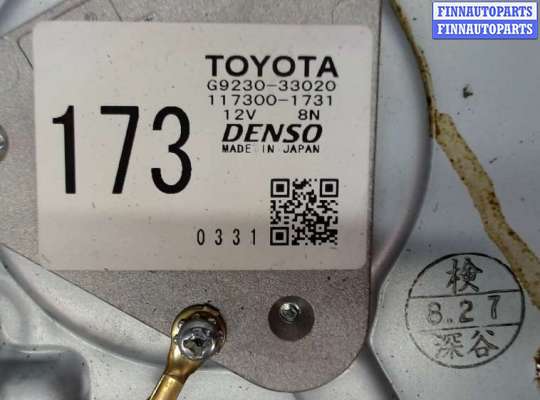 FINNAUTOPARTS
FINNAUTOPARTS
TOYOTA
G9230-33020
117300-1731
12V 8N
DENSO
MADE IN JAPAN
173
0331
検
8.27
深谷